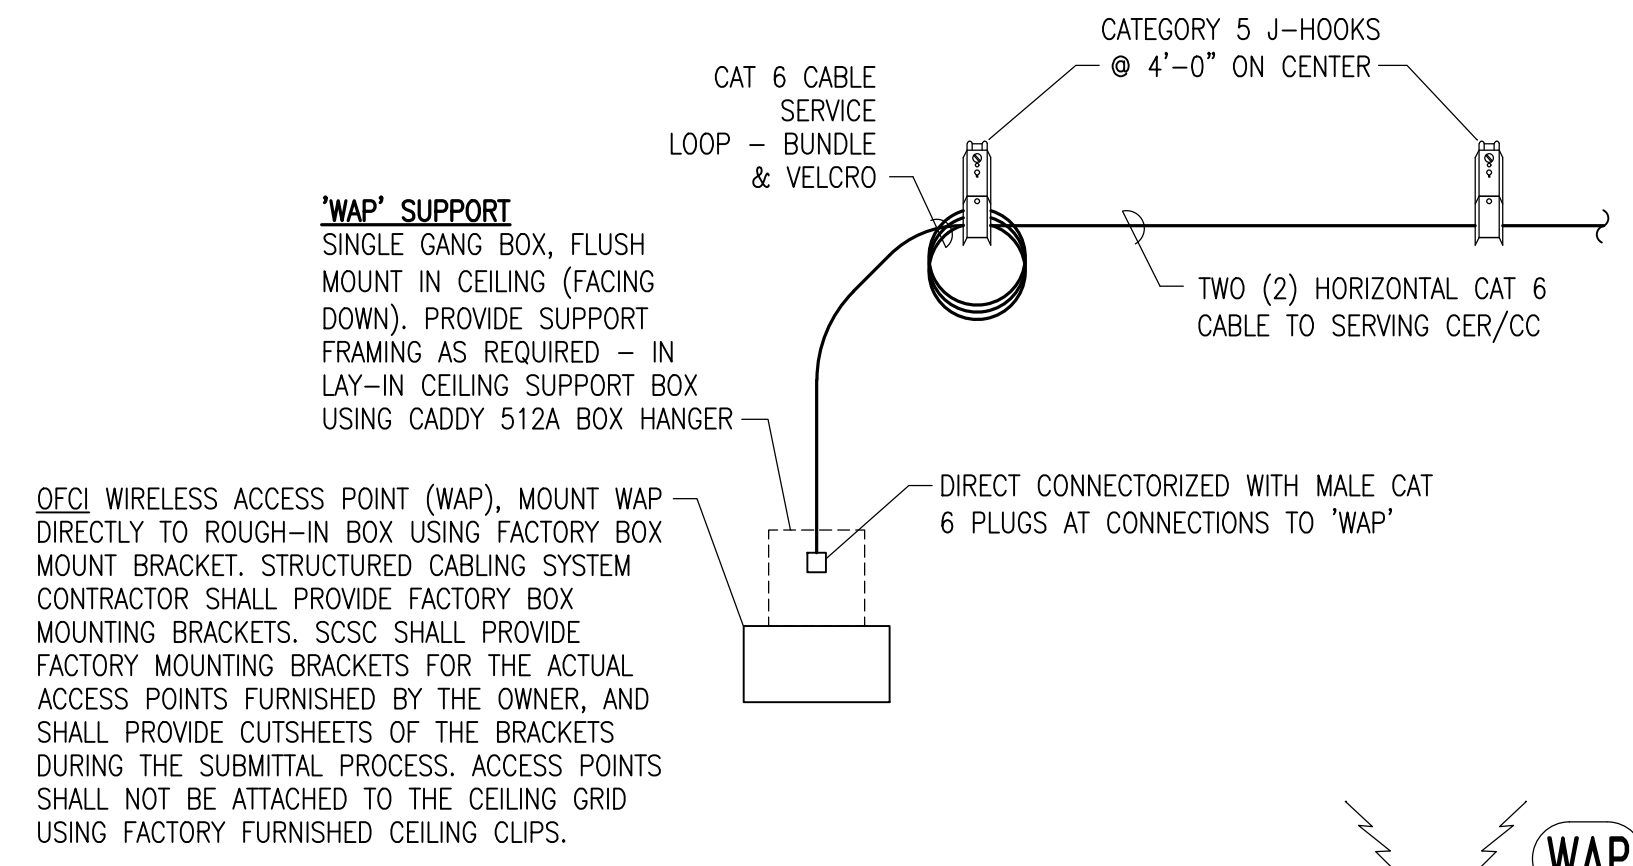 CATEGORY 5 J-HOOKS
@ 4'-0" ON CENTER
CAT 6 CABLE
SERVICE
LOOP - BUNDLE
& VELCRO
'WAP' SUPPORT
SINGLE GANG BOX, FLUSH
MOUNT IN CEILING (FACING
DOWN). PROVIDE SUPPORT
FRAMING AS REQUIRED - IN
LAY-IN CEILING SUPPORT BOX
USING CADDY 512A BOX HANGER
TWO (2) HORIZONTAL CAT 6
CABLE TO SERVING CER/CC
OFCI WIRELESS ACCESS POINT (WAP), MOUNT WAP
DIRECTLY TO ROUGH-IN BOX USING FACTORY BOX
MOUNT BRACKET. STRUCTURED CABLING SYSTEM
CONTRACTOR SHALL PROVIDE FACTORY BOX
MOUNTING BRACKETS. SCSC SHALL PROVIDE
FACTORY MOUNTING BRACKETS FOR THE ACTUAL
ACCESS POINTS FURNISHED BY THE OWNER, AND
SHALL PROVIDE CUTSHEETS OF THE BRACKETS
DURING THE SUBMITTAL PROCESS. ACCESS POINTS
SHALL NOT BE ATTACHED TO THE CEILING GRID
USING FACTORY FURNISHED CEILING CLIPS.
DIRECT CONNECTORIZED WITH MALE CAT
6 PLUGS AT CONNECTIONS TO 'WAP'
WAP